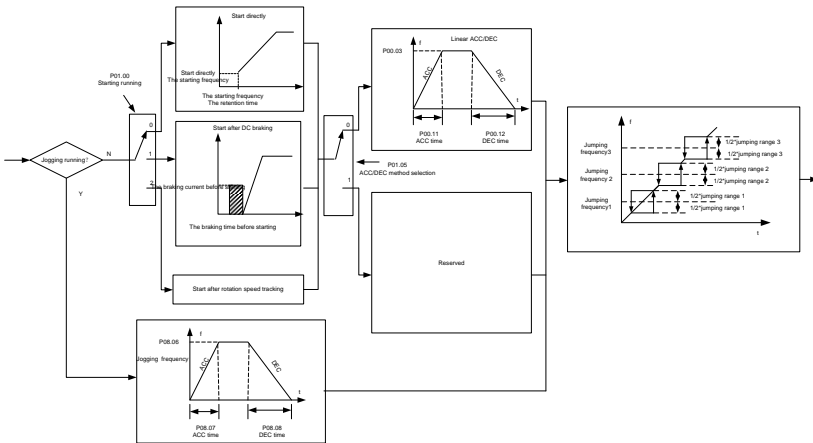 P01.00
Starting running
Jogging running?
N
Y
0
1
2
Start directly
Start directly
The starting frequency
The starting frequency
The retention time
Start after DC braking
The braking current before
The braking time before starting
Start after rotation speed tracking
0
1
P01.05
ACC/DEC method selection
Linear ACC/DEC
P00.03
f
ACC
DEC
t
P00.11
ACC time
P00.12
DEC time
Reserved
P08.06
Jogging frequency
f
ACC
DEC
t
P08.07
ACC time
P08.08
DEC time
f
Jumping
frequency3
Jumping
frequency 2
Jumping
frequency1
1/2*jumping range 3
1/2*jumping range 3
1/2*jumping range 2
1/2*jumping range 2
1/2*jumping range 1
1/2*jumping range 1
t